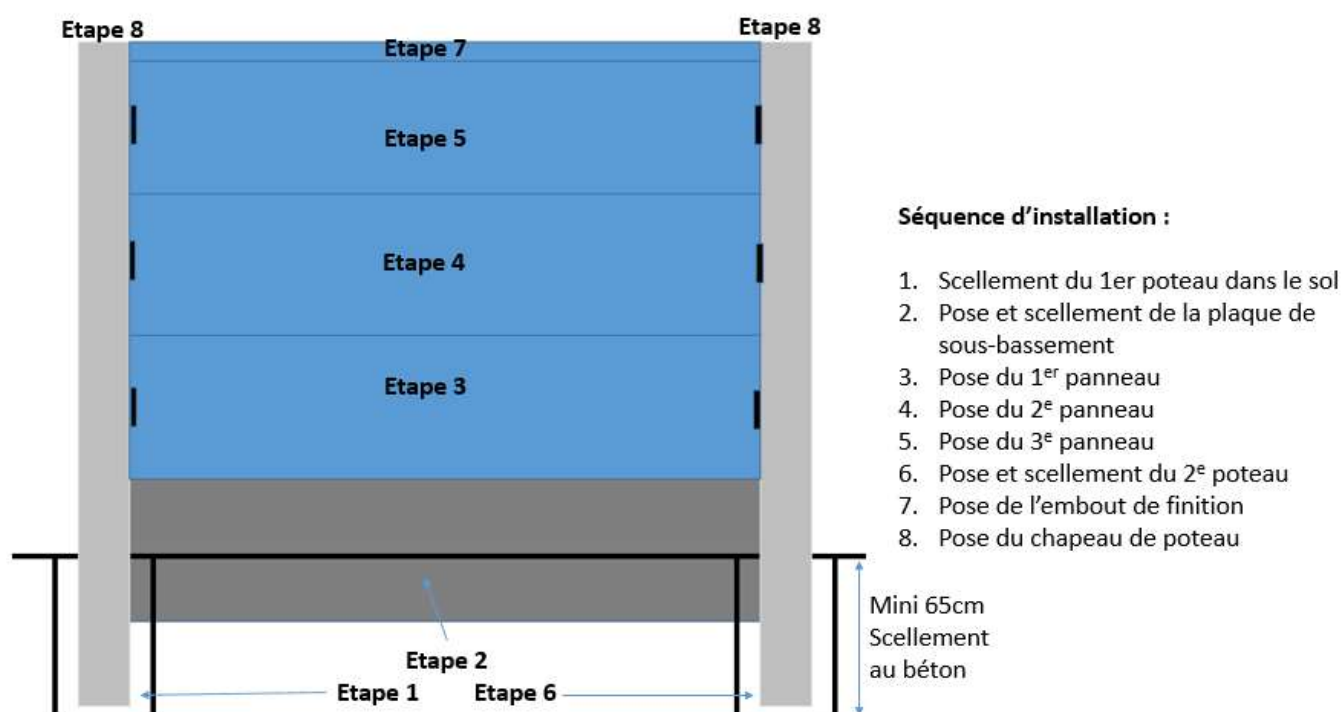 Etape 8
Etape 8
Etape 7
Etape 5
Etape 4
Etape 3
Etape 2
Etape 1
Etape 6
Séquence d’installation :
1. Scellement du 1er poteau dans le sol
2. Pose et scellement de la plaque de
sous-bassement
3. Pose du 1er panneau
4. Pose du 2e panneau
5. Pose du 3e panneau
6. Pose et scellement du 2e poteau
7. Pose de l’embout de finition
8. Pose du chapeau de poteau
Mini 65cm
Scellement
au béton